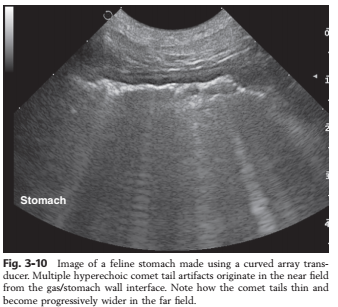 0
1
2
3
4
Stomach
Fig. 3-10 Image of a feline stomach made using a curved array trans-
ducer. Multiple hyperechoic comet tail artifacts originate in the near field
from the gas/stomach wall interface. Note how the comet tails thin and
become progressively wider in the far field.